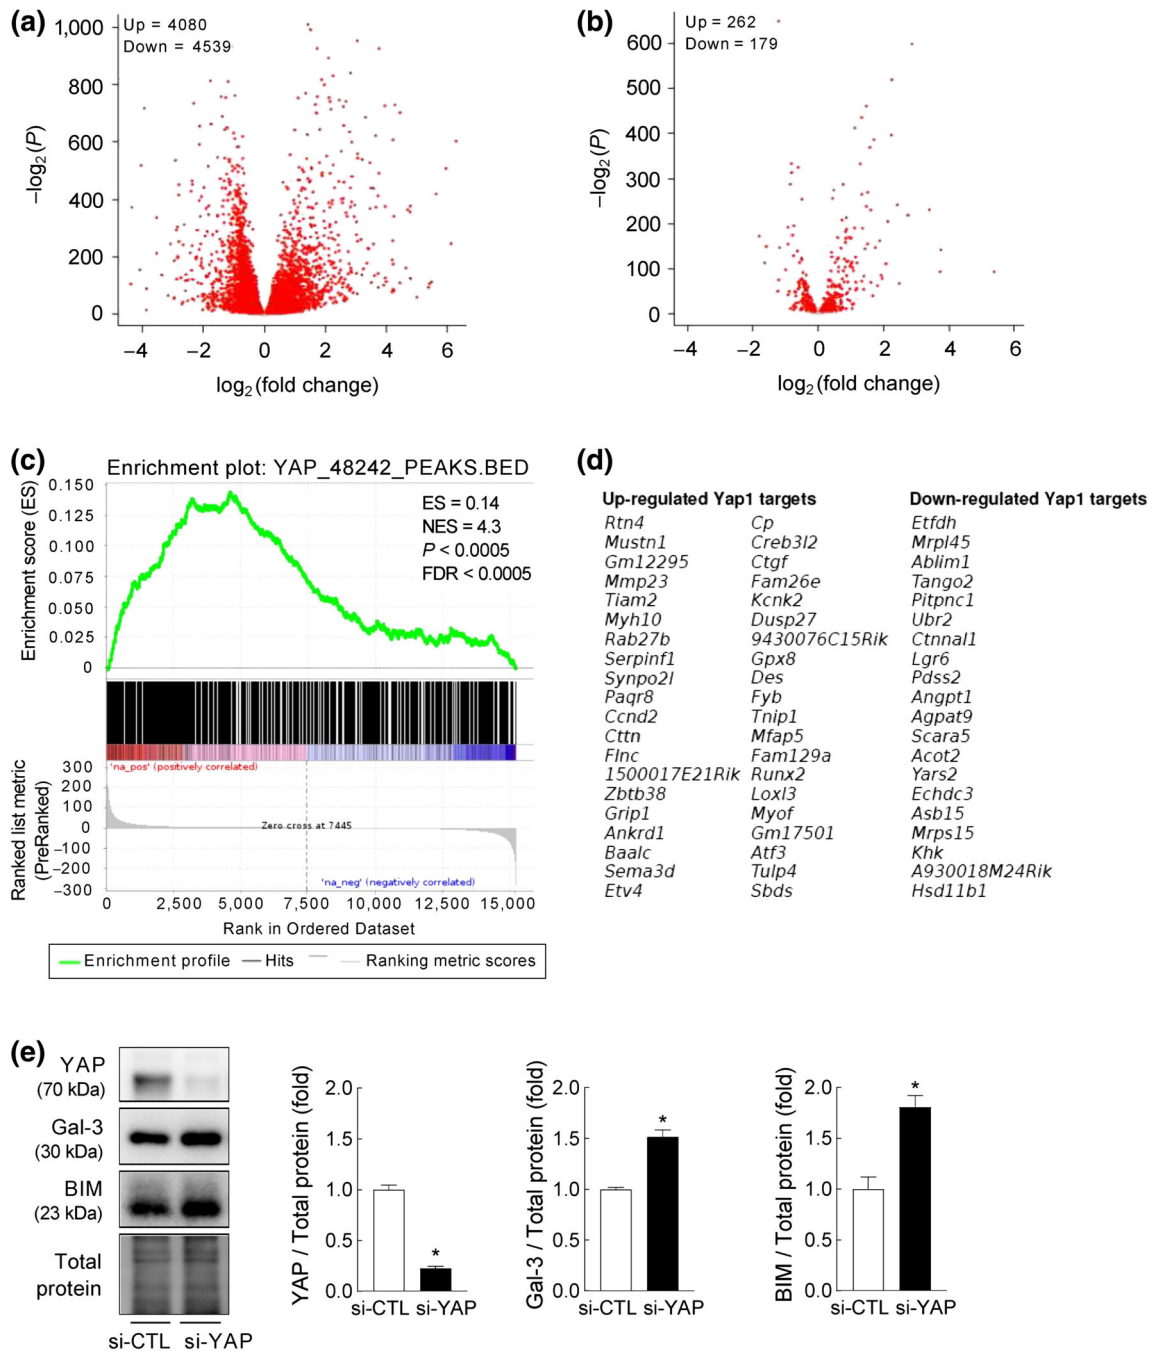 (a)
Up = 4080
Down = 4539
1,000
800
600
400
200
0
−log2(P)
−4 −2 0 2 4 6
log2(fold change)
(b)
Up = 262
Down = 179
600
500
400
300
200
100
0
−log2(P)
−4 −2 0 2 4 6
log2(fold change)
(c)
Enrichment plot: YAP_48242_PEAKS.BED
Enrichment score (ES)
0.150
0.125
0.100
0.075
0.050
0.025
0
ES = 0.14
NES = 4.3
P < 0.0005
FDR < 0.0005
Ranked list metric
(PreRanked)
300
200
100
0
−100
−200
−300
'na_pos' (positively correlated)
Zero cross at 7445
'na_neg' (negatively correlated)
0 2,500 5,000 7,500 10,000 12,500 15,000
Rank in Ordered Dataset
Enrichment profile Hits Ranking metric scores
(d)
Up-regulated Yap1 targets Down-regulated Yap1 targets
Rtn4 Cp Etfdh
Mustn1 Creb3l2 Mrpl45
Gm12295 Ctgf Ablim1
Mmp23 Fam26e Tango2
Tiam2 Kcnk2 Pitpnc1
Myh10 Dusp27 Ubr2
Rab27b 9430076C15Rik Ctnnal1
Serpinf1 Gpx8 Lgr6
Synpo2l Des Pdss2
Paqr8 Fyb Angpt1
Ccnd2 Tnip1 Agpat9
Cttn Mfap5 Scara5
Flnc Fam129a Acot2
1500017E21Rik Runx2 Yars2
Zbtb38 Loxl3 Echdc3
Grip1 Myof Asb15
Ankrd1 Gm17501 Mrps15
Baalc Atf3 Khk
Sema3d Tulp4 A930018M24Rik
Etv4 Sbds Hsd11b1
(e)
YAP
(70 kDa)
Gal-3
(30 kDa)
BIM
(23 kDa)
Total
protein
si-CTL si-YAP
YAP / Total protein (fold)
2.0
1.5
1.0
0.5
0.0
*
si-CTL si-YAP
Gal-3 / Total protein (fold)
2.0
1.5
1.0
0.5
0.0
*
si-CTL si-YAP
BIM / Total protein (fold)
2.0
1.5
1.0
0.5
0.0
*
si-CTL si-YAP